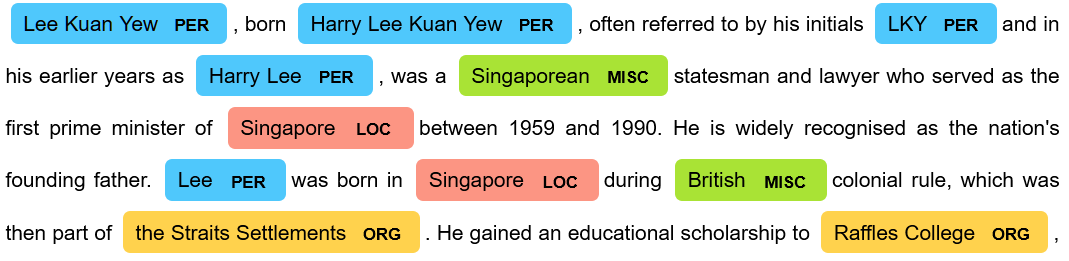 Lee Kuan Yew PER , born Harry Lee Kuan Yew PER , often referred to by his initials LKY PER and in
his earlier years as Harry Lee PER , was a Singaporean MISC statesman and lawyer who served as the
first prime minister of Singapore LOC between 1959 and 1990. He is widely recognised as the nation's
founding father. Lee PER was born in Singapore LOC during British MISC colonial rule, which was
then part of the Straits Settlements ORG . He gained an educational scholarship to Raffles College ORG ,